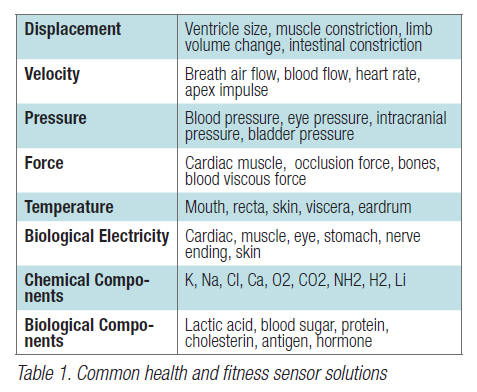 Displacement
Ventricle size, muscle constriction, limb
volume change, intestinal constriction
Velocity
Breath air flow, blood flow, heart rate,
apex impulse
Pressure
Blood pressure, eye pressure, intracranial
pressure, bladder pressure
Force
Cardiac muscle, occlusion force, bones,
blood viscous force
Temperature
Mouth, recta, skin, viscera, eardrum
Biological Electricity
Cardiac, muscle, eye, stomach, nerve
ending, skin
Chemical Compo-
nents
K, Na, Cl, Ca, O2, CO2, NH2, H2, Li
Biological Compo-
nents
Lactic acid, blood sugar, protein,
cholesterin, antigen, hormone
Table 1. Common health and fitness sensor solutions